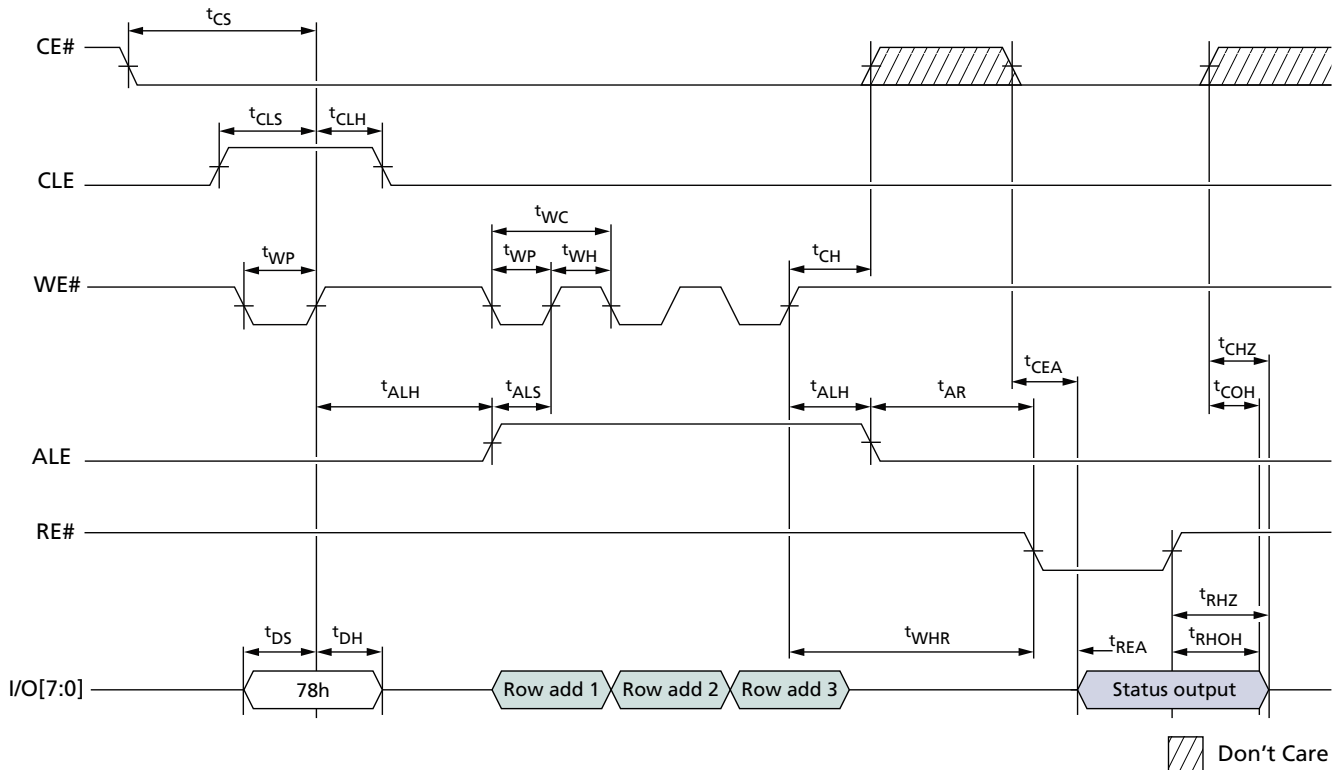 tCS
CE#
tCLS
tCLH
CLE
tWC
tWP
tWP
tWH
tCH
WE#
tCHZ
tCEA
tALH
tALS
tALH
tAR
tCOH
ALE
RE#
tRHZ
tDS
tDH
tWHR
tREA
tRHOH
I/O[7:0]
78h
Row add 1
Row add 2
Row add 3
Status output
Don't Care